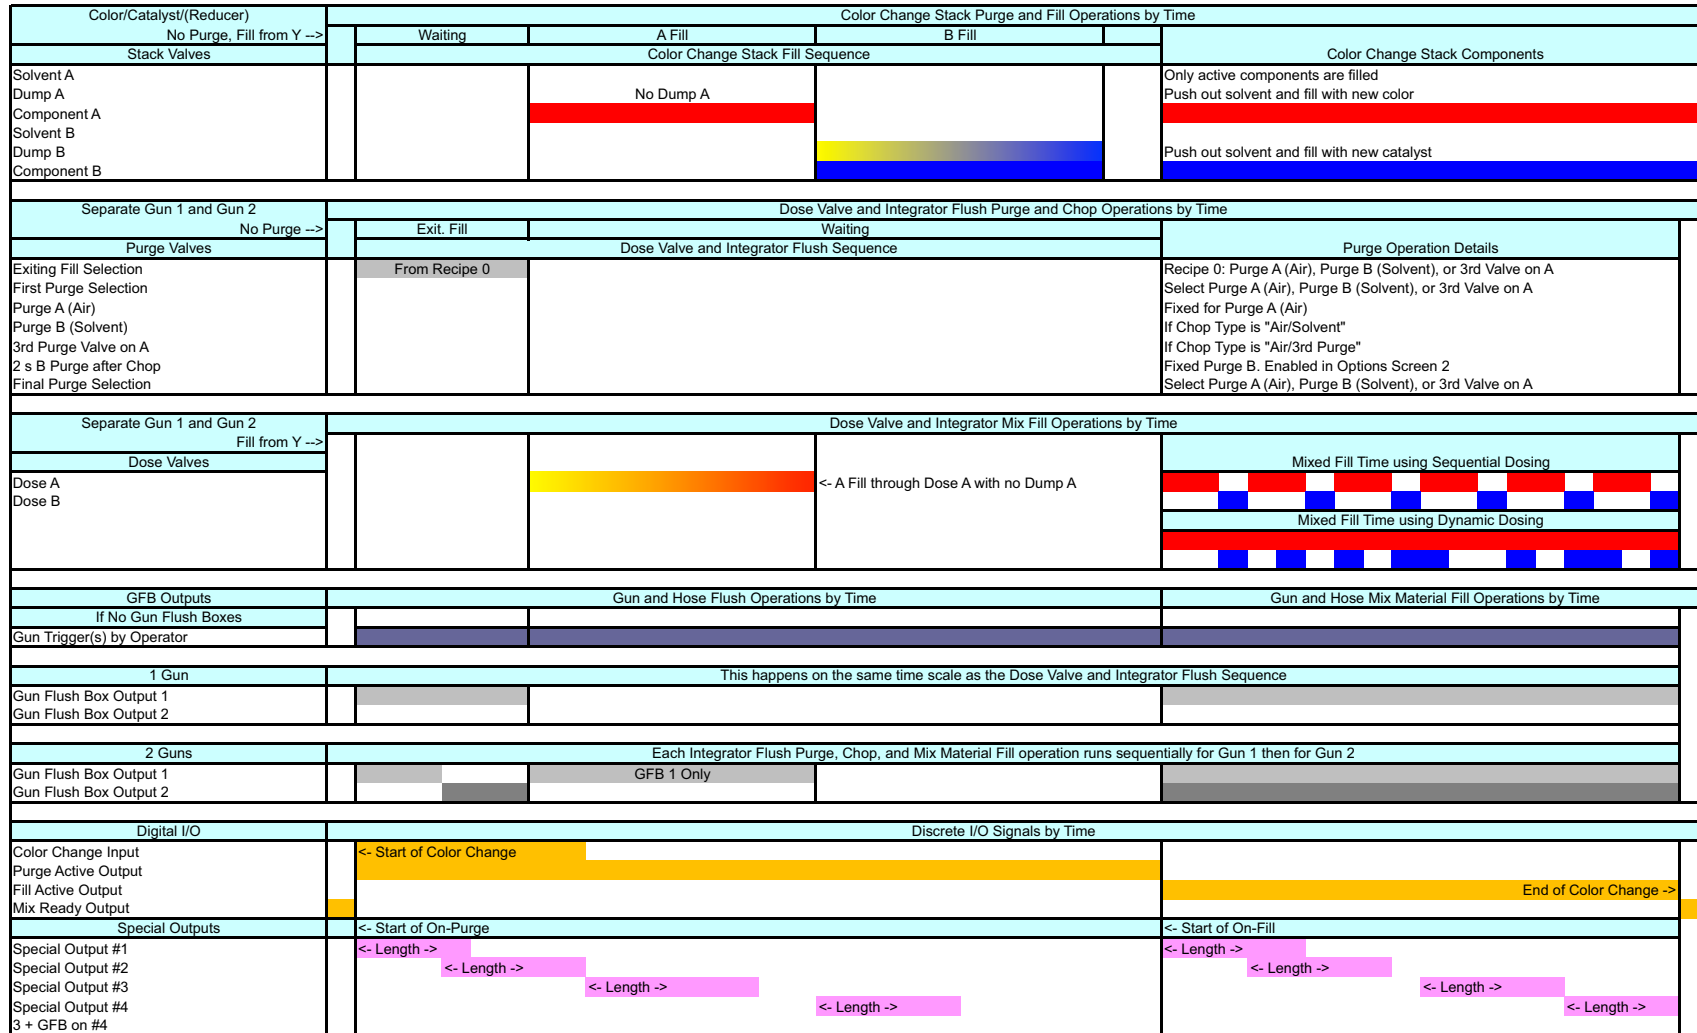 Color/Catalyst/(Reducer) Color Change Stack Purge and Fill Operations by Time
No Purge, Fill from Y --> Waiting A Fill B Fill
Stack Valves Color Change Stack Fill Sequence Color Change Stack Components
Solvent A Only active components are filled
Dump A No Dump A Push out solvent and fill with new color
Component A
Solvent B
Dump B Push out solvent and fill with new catalyst
Component B
Separate Gun 1 and Gun 2 Dose Valve and Integrator Flush Purge and Chop Operations by Time
No Purge --> Exit. Fill Waiting
Purge Valves Dose Valve and Integrator Flush Sequence Purge Operation Details
Exiting Fill Selection From Recipe 0 Recipe 0: Purge A (Air), Purge B (Solvent), or 3rd Valve on A
First Purge Selection Select Purge A (Air), Purge B (Solvent), or 3rd Valve on A
Purge A (Air) Fixed for Purge A (Air)
Purge B (Solvent) If Chop Type is "Air/Solvent"
3rd Purge Valve on A If Chop Type is "Air/3rd Purge"
2 s B Purge after Chop Fixed Purge B. Enabled in Options Screen 2
Final Purge Selection Select Purge A (Air), Purge B (Solvent), or 3rd Valve on A
Separate Gun 1 and Gun 2 Dose Valve and Integrator Mix Fill Operations by Time
Fill from Y -->
Dose Valves Mixed Fill Time using Sequential Dosing
Dose A <- A Fill through Dose A with no Dump A
Dose B
Mixed Fill Time using Dynamic Dosing
GFB Outputs Gun and Hose Flush Operations by Time Gun and Hose Mix Material Fill Operations by Time
If No Gun Flush Boxes
Gun Trigger(s) by Operator
1 Gun This happens on the same time scale as the Dose Valve and Integrator Flush Sequence
Gun Flush Box Output 1
Gun Flush Box Output 2
2 Guns Each Integrator Flush Purge, Chop, and Mix Material Fill operation runs sequentially for Gun 1 then for Gun 2
Gun Flush Box Output 1 GFB 1 Only
Gun Flush Box Output 2
Digital I/O Discrete I/O Signals by Time
Color Change Input <- Start of Color Change
Purge Active Output
Fill Active Output End of Color Change ->
Mix Ready Output
Special Outputs <- Start of On-Purge <- Start of On-Fill
Special Output #1 <- Length -> <- Length ->
Special Output #2 <- Length -> <- Length ->
Special Output #3 <- Length -> <- Length ->
Special Output #4 <- Length -> <- Length ->
3 + GFB on #4